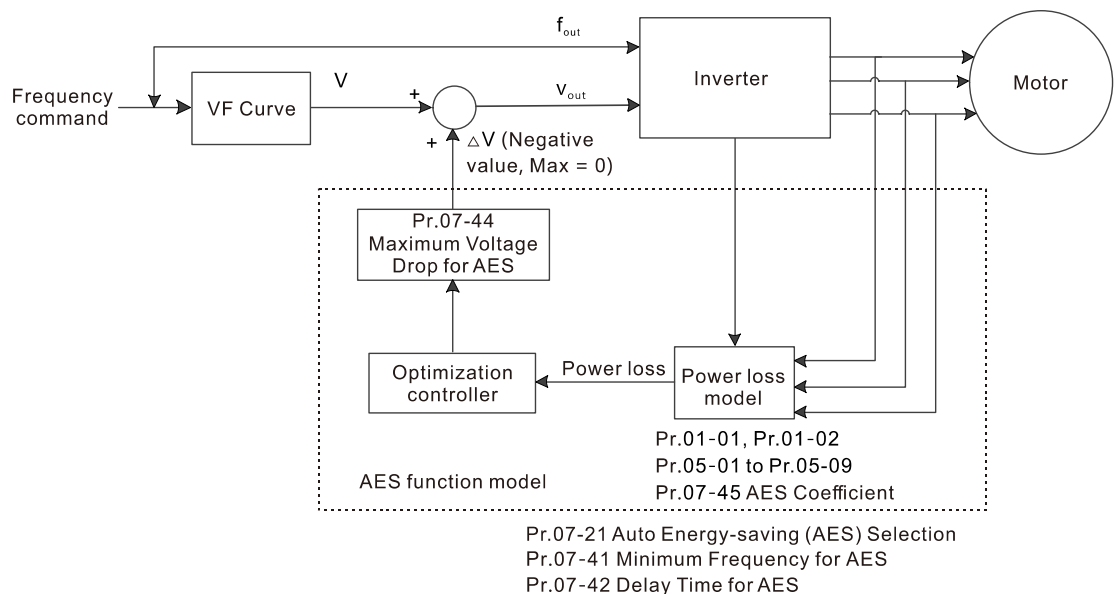 f out
Frequency
command
VF Curve
V
+
v out
Inverter
Motor
+
△V (Negative
value, Max = 0)
Pr.07-44
Maximum Voltage
Drop for AES
Optimization
controller
Power loss
Power loss
model
Pr.01-01, Pr.01-02
Pr.05-01 to Pr.05-09
Pr.07-45 AES Coefficient
AES function model
Pr.07-21 Auto Energy-saving (AES) Selection
Pr.07-41 Minimum Frequency for AES
Pr.07-42 Delay Time for AES